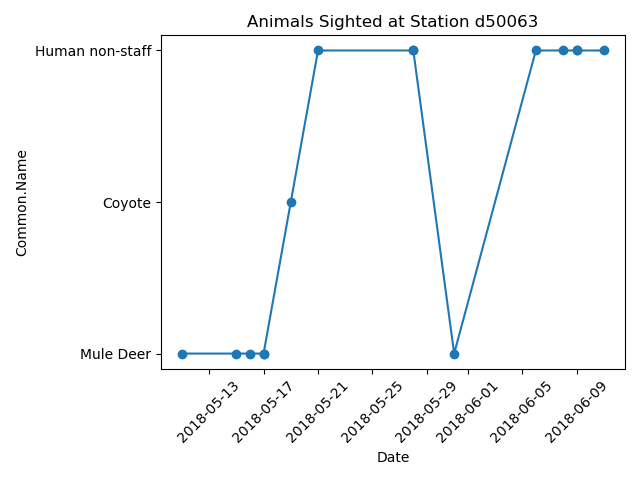 Animals Sighted at Station d50063
Human non-staff
Coyote
Mule Deer
Common.Name
2018-05-13
2018-05-17
2018-05-21
2018-05-25
2018-05-29
2018-06-01
2018-06-05
2018-06-09
Date